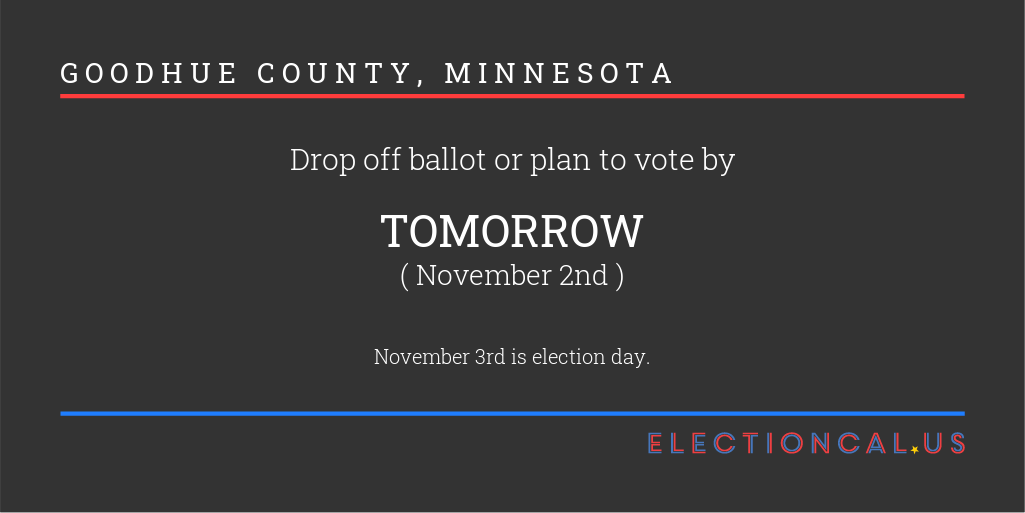 GOODHUE COUNTY, MINNESOTA
Drop off ballot or plan to vote by
TOMORROW
( November 2nd )
November 3rd is election day.
ELECTIONCAL.US